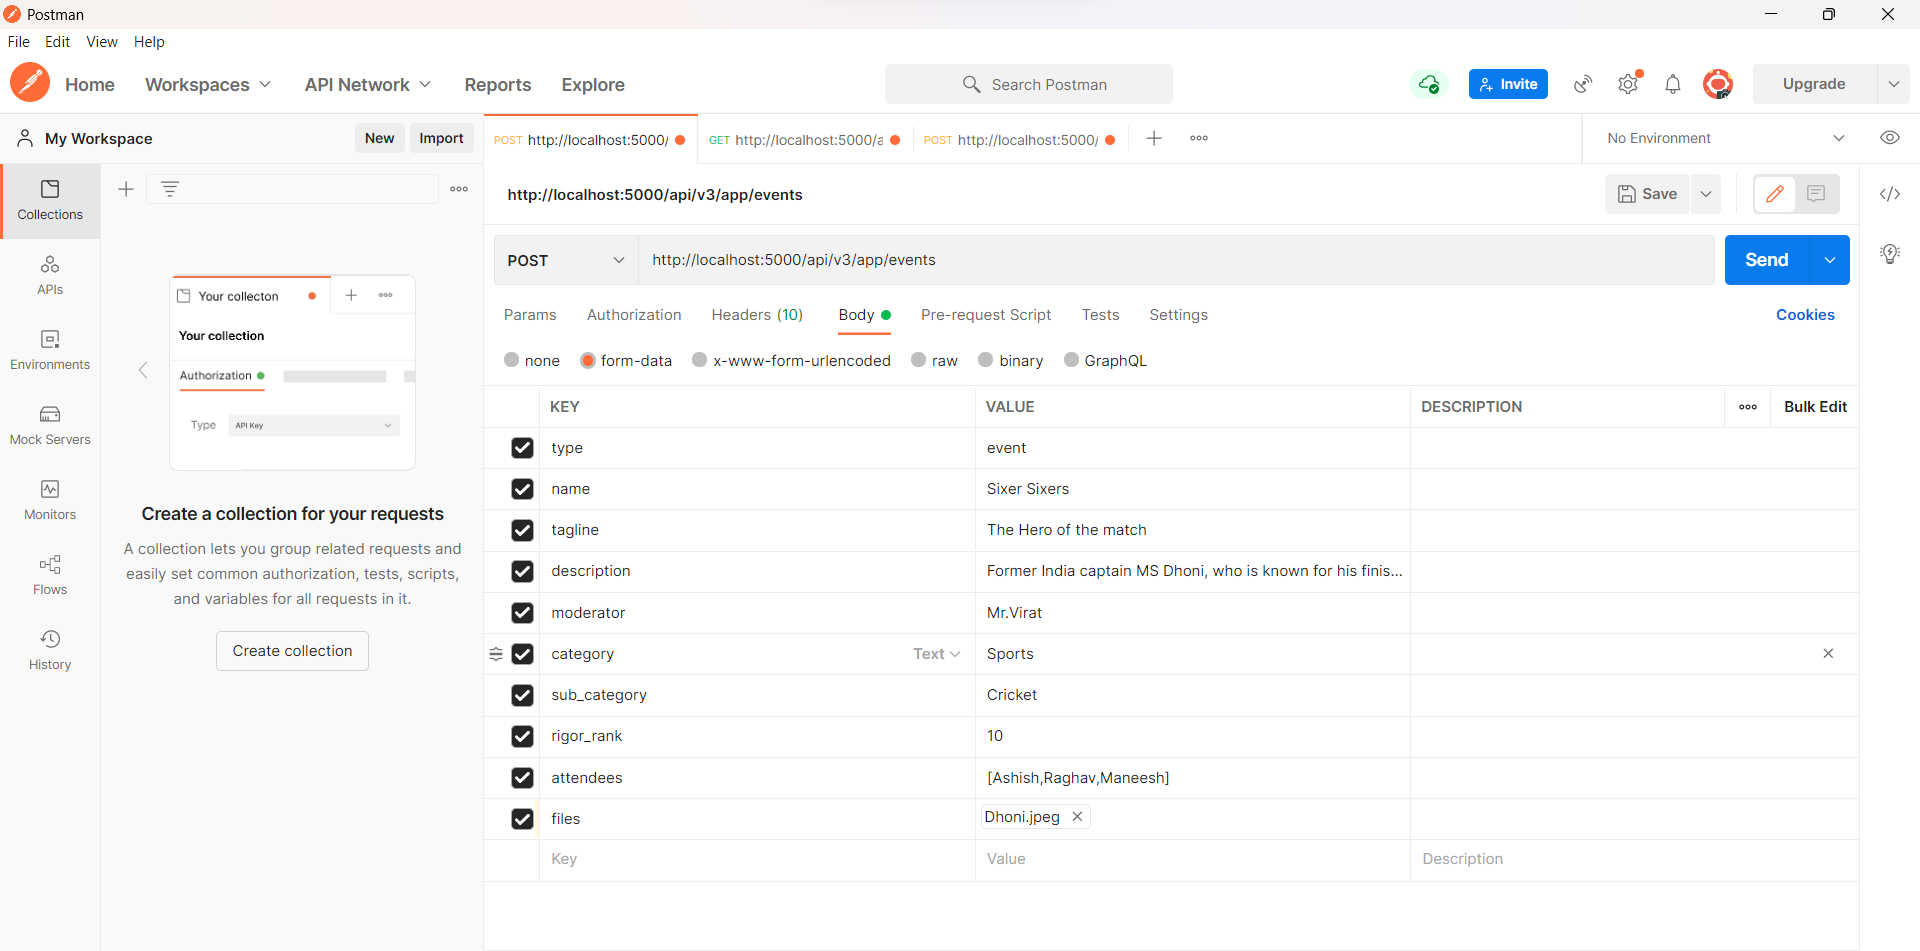 Postman
File Edit View Help
Home Workspaces API Network Reports Explore Search Postman Invite Upgrade
My Workspace New Import
POST http://localhost:5000/ GET http://localhost:5000/a POST http://localhost:5000/ No Environment
Collections
APIs
Environments
Mock Servers
Monitors
Flows
History
Your collecton
Your collection
Authorization
Type API Key
Create a collection for your requests
A collection lets you group related requests and
easily set common authorization, tests, scripts,
and variables for all requests in it.
Create collection
http://localhost:5000/api/v3/app/events Save
POST http://localhost:5000/api/v3/app/events Send
Params Authorization Headers (10) Body Pre-request Script Tests Settings Cookies
none form-data x-www-form-urlencoded raw binary GraphQL
KEY VALUE DESCRIPTION Bulk Edit
type event
name Sixer Sixers
tagline The Hero of the match
description Former India captain MS Dhoni, who is known for his finis...
moderator Mr.Virat
category Text Sports
sub_category Cricket
rigor_rank 10
attendees [Ashish,Raghav,Maneesh]
files Dhoni.jpeg
Key Value Description